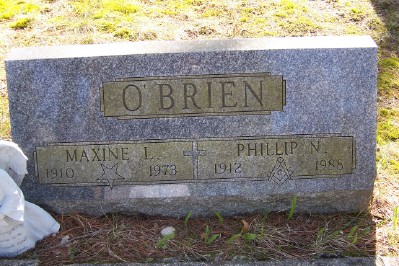 O'BRIEN
MAXINE L. PHILLIP N.
1910 1973 1912 1988